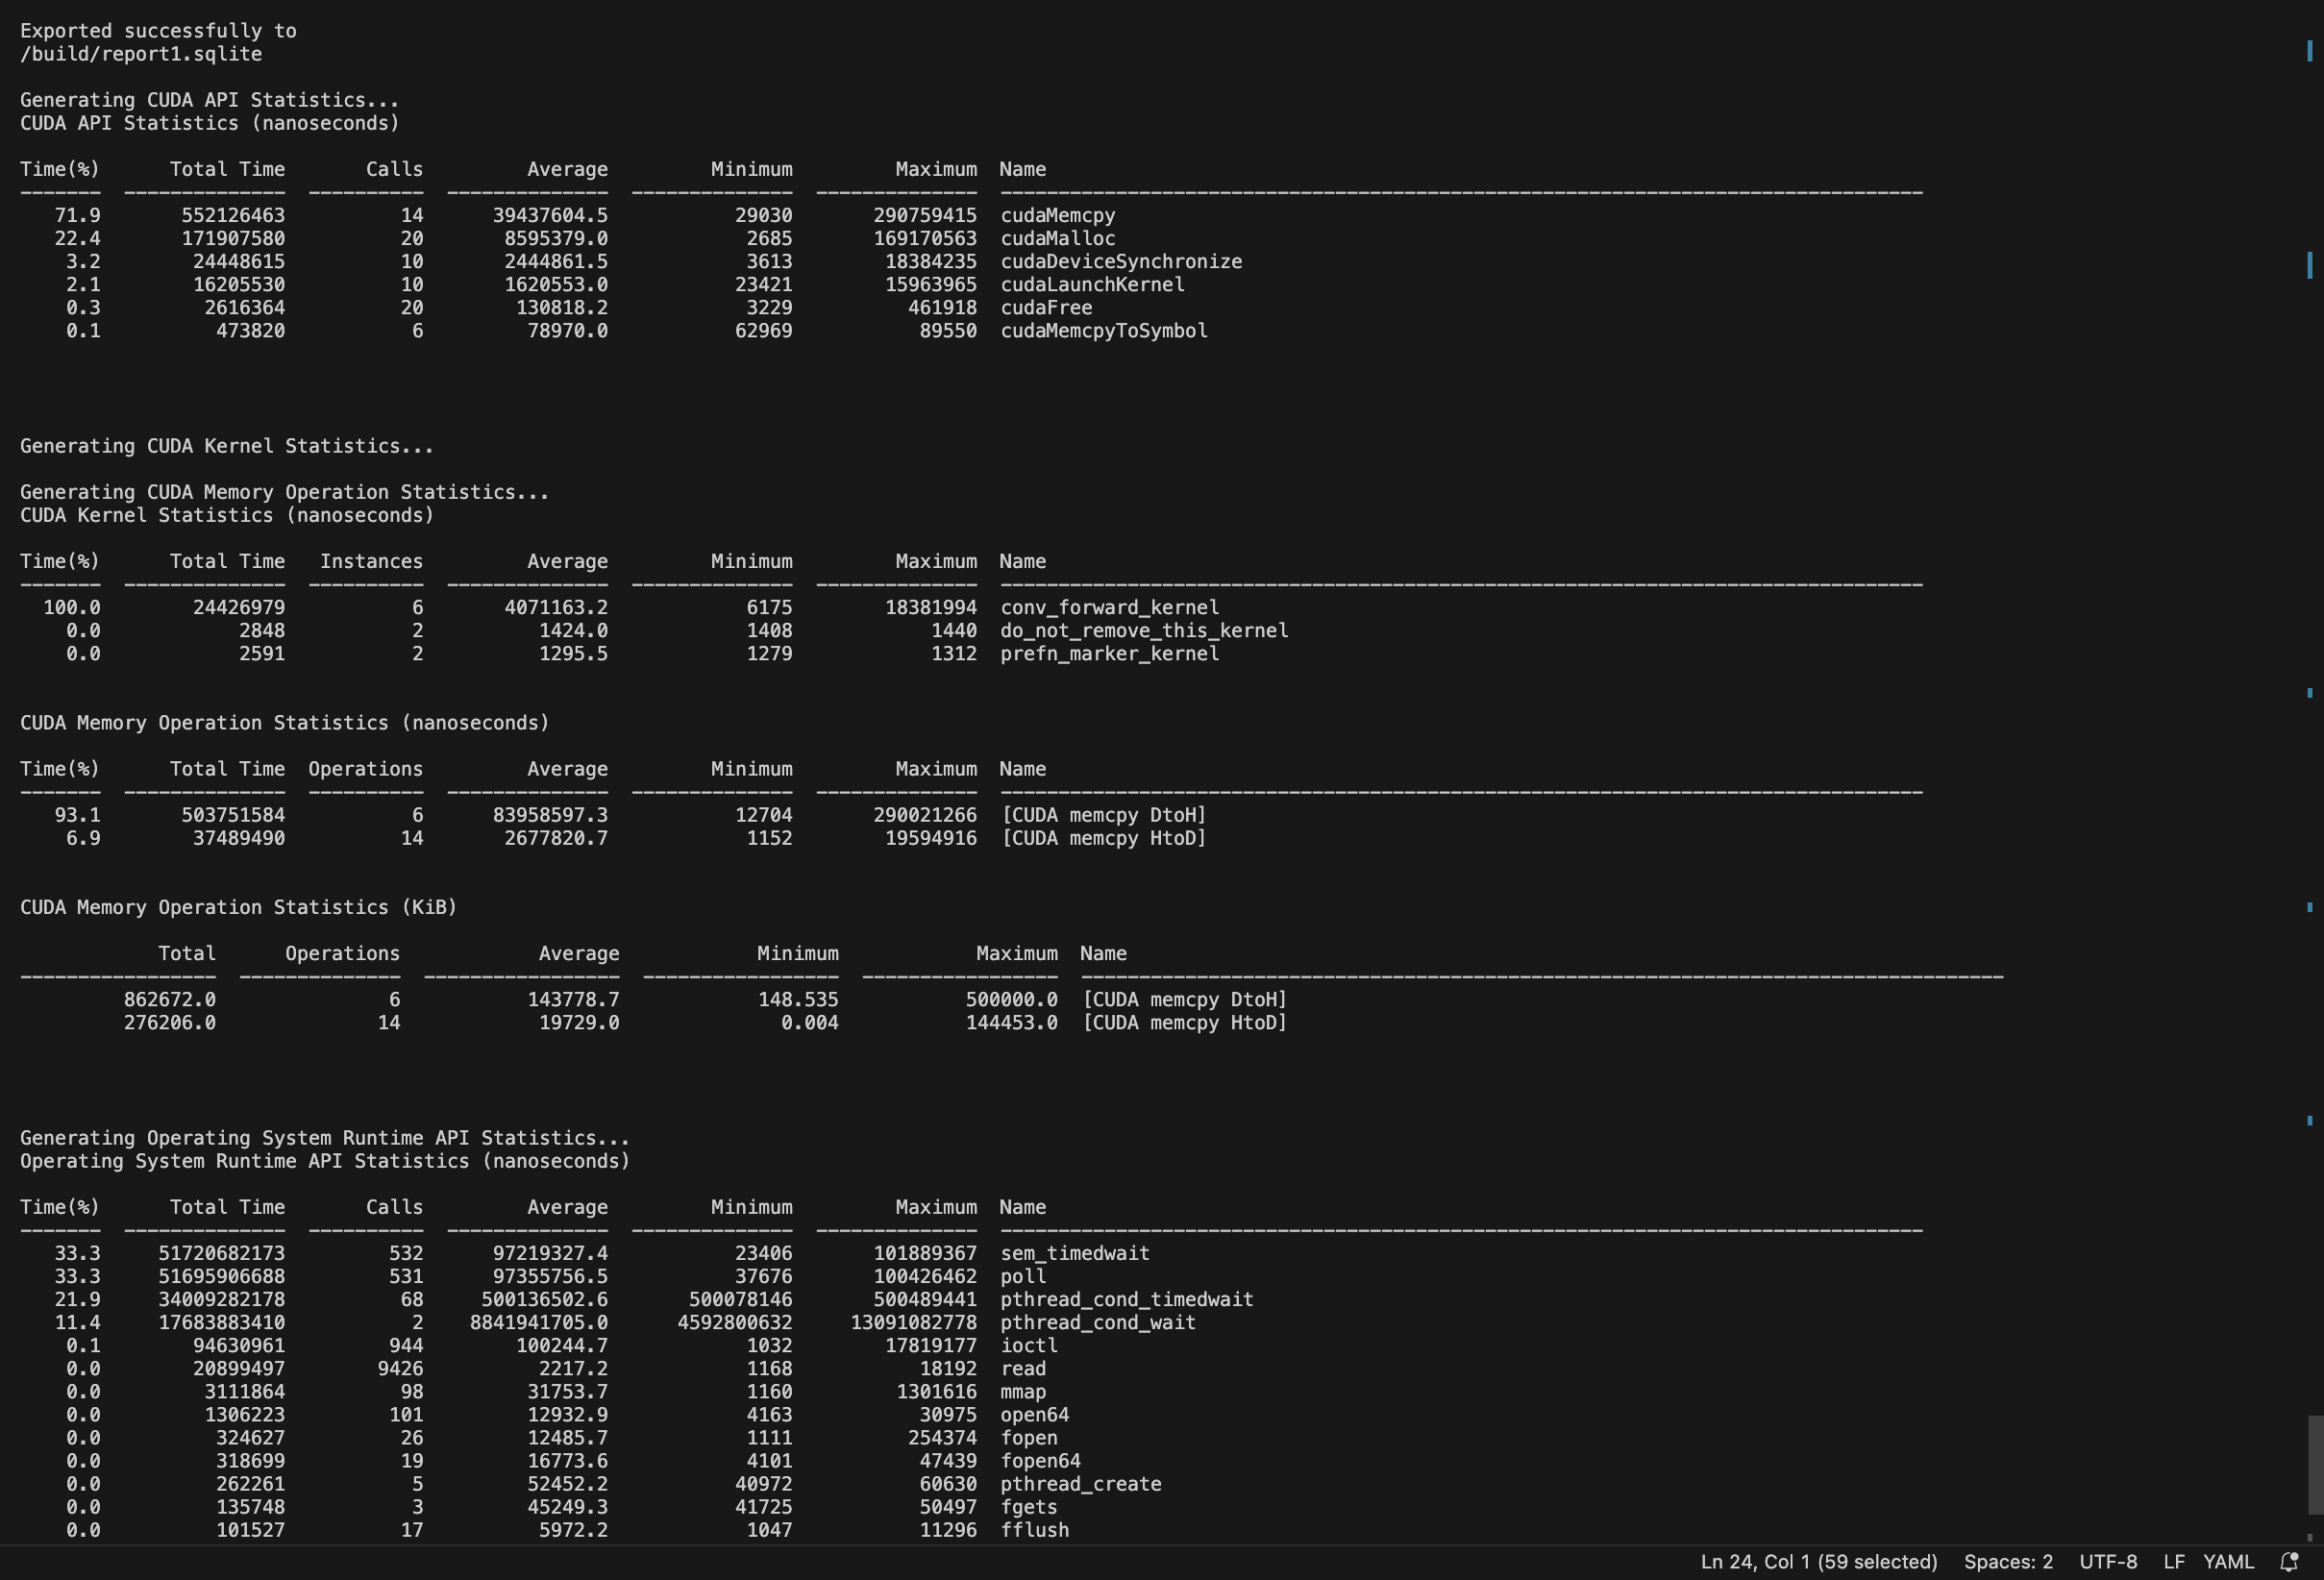 Exported successfully to
/build/report1.sqlite
Generating CUDA API Statistics...
CUDA API Statistics (nanoseconds)
Time(%) Total Time Calls Average Minimum Maximum Name
------- -------------- ---------- -------------- -------------- -------------- --------------------------------------------------------------------------------
71.9 552126463 14 39437604.5 29030 290759415 cudaMemcpy
22.4 171907580 20 8595379.0 2685 169170563 cudaMalloc
3.2 24448615 10 2444861.5 3613 18384235 cudaDeviceSynchronize
2.1 16205530 10 1620553.0 23421 15963965 cudaLaunchKernel
0.3 2616364 20 130818.2 3229 461918 cudaFree
0.1 473820 6 78970.0 62969 89550 cudaMemcpyToSymbol
Generating CUDA Kernel Statistics...
Generating CUDA Memory Operation Statistics...
CUDA Kernel Statistics (nanoseconds)
Time(%) Total Time Instances Average Minimum Maximum Name
------- -------------- ---------- -------------- -------------- -------------- --------------------------------------------------------------------------------
100.0 24426979 6 4071163.2 6175 18381994 conv_forward_kernel
0.0 2848 2 1424.0 1408 1440 do_not_remove_this_kernel
0.0 2591 2 1295.5 1279 1312 prefn_marker_kernel
CUDA Memory Operation Statistics (nanoseconds)
Time(%) Total Time Operations Average Minimum Maximum Name
------- -------------- ---------- -------------- -------------- -------------- --------------------------------------------------------------------------------
93.1 503751584 6 83958597.3 12704 290021266 [CUDA memcpy DtoH]
6.9 37489490 14 2677820.7 1152 19594916 [CUDA memcpy HtoD]
CUDA Memory Operation Statistics (KiB)
Total Operations Average Minimum Maximum Name
----------------- -------------- ----------------- ----------------- ----------------- --------------------------------------------------------------------------------
862672.0 6 143778.7 148.535 500000.0 [CUDA memcpy DtoH]
276206.0 14 19729.0 0.004 144453.0 [CUDA memcpy HtoD]
Generating Operating System Runtime API Statistics...
Operating System Runtime API Statistics (nanoseconds)
Time(%) Total Time Calls Average Minimum Maximum Name
------- -------------- ---------- -------------- -------------- -------------- --------------------------------------------------------------------------------
33.3 51720682173 532 97219327.4 23406 101889367 sem_timedwait
33.3 51695906688 531 97355756.5 37676 100426462 poll
21.9 34009282178 68 500136502.6 500078146 500489441 pthread_cond_timedwait
11.4 17683883410 2 8841941705.0 4592800632 13091082778 pthread_cond_wait
0.1 94630961 944 100244.7 1032 17819177 ioctl
0.0 20899497 9426 2217.2 1168 18192 read
0.0 3111864 98 31753.7 1160 1301616 mmap
0.0 1306223 101 12932.9 4163 30975 open64
0.0 324627 26 12485.7 1111 254374 fopen
0.0 318699 19 16773.6 4101 47439 fopen64
0.0 262261 5 52452.2 40972 60630 pthread_create
0.0 135748 3 45249.3 41725 50497 fgets
0.0 101527 17 5972.2 1047 11296 fflush
Ln 24, Col 1 (59 selected) Spaces: 2 UTF-8 LF YAML